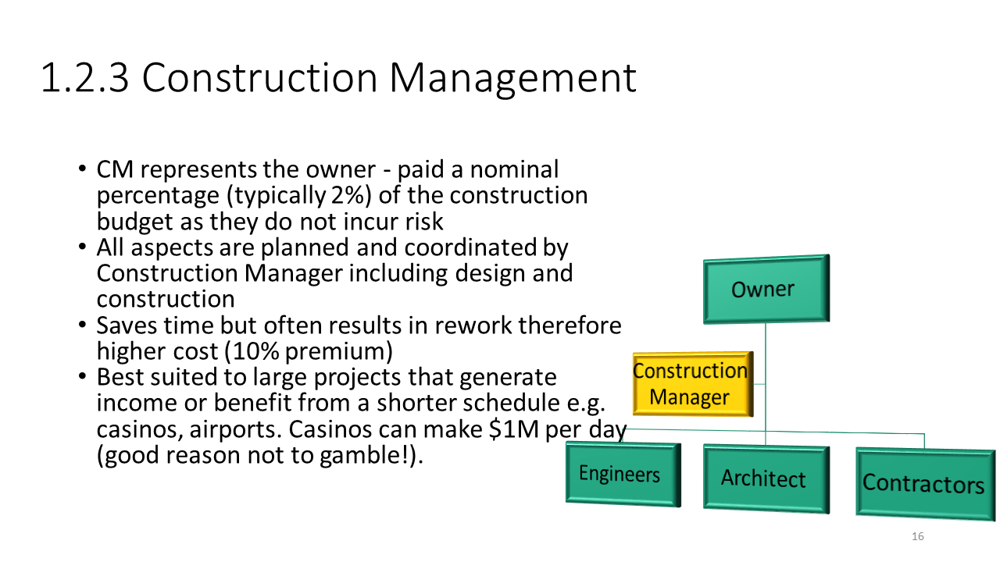 1.2.3 Construction Management
• CM represents the owner - paid a nominal
percentage (typically 2%) of the construction
budget as they do not incur risk
• All aspects are planned and coordinated by
Construction Manager including design and
construction
• Saves time but often results in rework therefore
higher cost (10% premium)
• Best suited to large projects that generate
income or benefit from a shorter schedule e.g.
casinos, airports. Casinos can make $1M per day
(good reason not to gamble!).
Owner
Construction
Manager
Engineers
Architect
Contractors
16